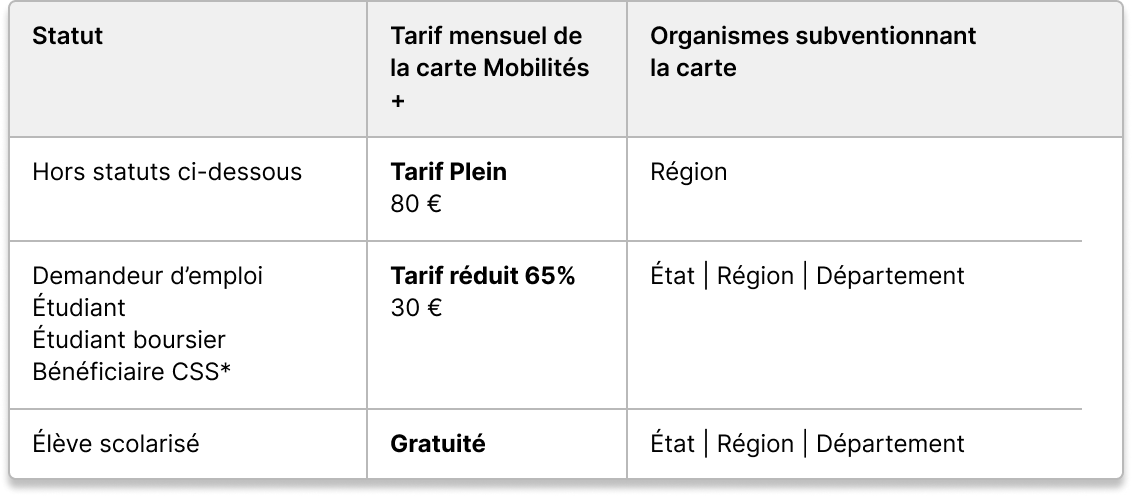 Statut
Tarif mensuel de
la carte Mobilités
+
Organismes subventionnant
la carte
Hors statuts ci-dessous
Tarif Plein
80 €
Région
Demandeur d’emploi
Étudiant
Étudiant boursier
Bénéficiaire CSS*
Tarif réduit 65%
30 €
État | Région | Département
Élève scolarisé
Gratuité
État | Région | Département